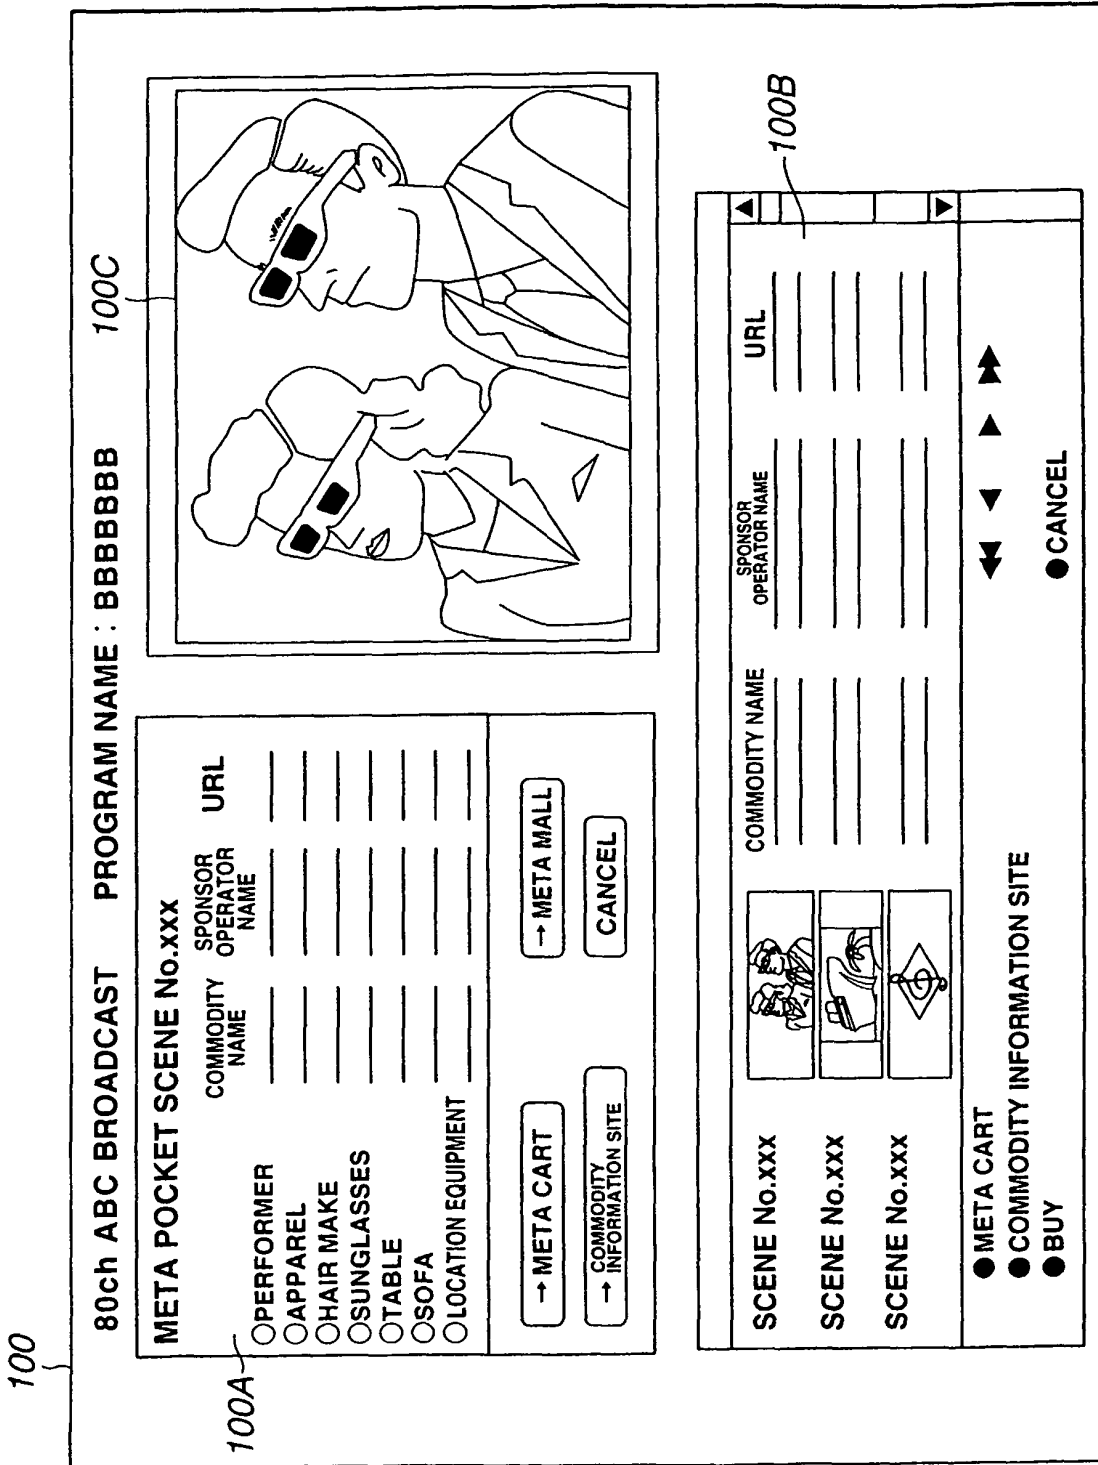 100
80ch ABC BROADCAST PROGRAM NAME : BBBBBBB
100C
META POCKET SCENE No.xxx
COMMODITY NAME SPONSOR OPERATOR NAME URL
100A
○PERFORMER
○APPAREL
○HAIR MAKE
○SUNGLASSES
○TABLE
○SOFA
○LOCATION EQUIPMENT
→ META CART → META MALL
→ COMMODITY INFORMATION SITE CANCEL
100B
COMMODITY NAME SPONSOR OPERATOR NAME URL
SCENE No.xxx
SCENE No.xxx
SCENE No.xxx
●META CART
●COMMODITY INFORMATION SITE
●BUY ●CANCEL